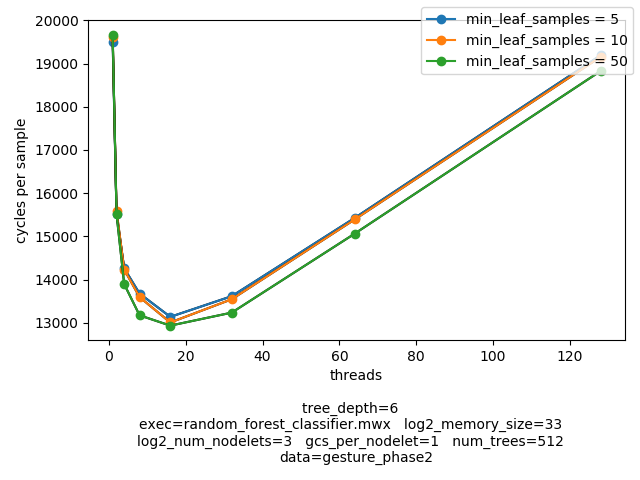 min_leaf_samples = 5
min_leaf_samples = 10
min_leaf_samples = 50
20000
19000
18000
17000
16000
15000
14000
13000
cycles per sample
0 20 40 60 80 100 120
threads
tree_depth=6
exec=random_forest_classifier.mwx log2_memory_size=33
log2_num_nodelets=3 gcs_per_nodelet=1 num_trees=512
data=gesture_phase2